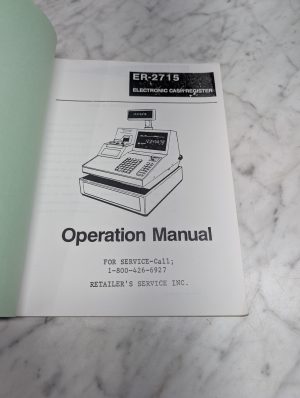 ER-2715
ELECTRONIC CASH REGISTER
Operation Manual
FOR SERVICE-Call;
1-800-426-6927
RETAILER'S SERVICE INC.